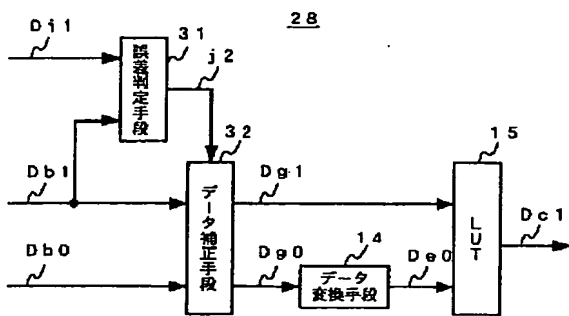 28
Di1
31
j2
誤差判定手段
32
15
Db1
Dg1
データ補正手段
LUT
Dc1
14
Db0
Dg0
データ
変換手段
De0